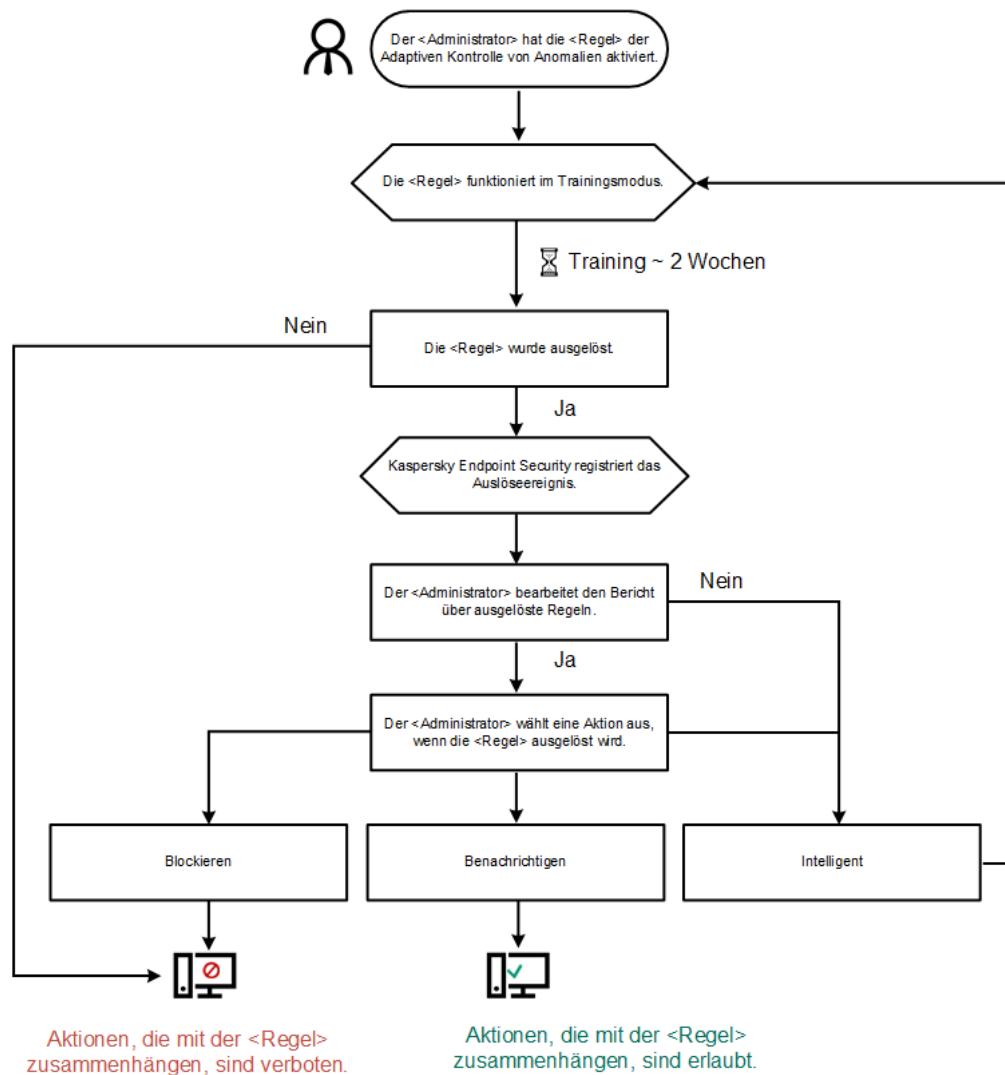 Der <Administrator> hat die <Regel> der
Adaptiven Kontrolle von Anomalien aktiviert.
Die <Regel> funktioniert im Trainingsmodus.
Training ~ 2 Wochen
Nein
Die <Regel> wurde ausgelöst.
Ja
Kaspersky Endpoint Security registriert das
Auslöseereignis.
Nein
Der <Administrator> bearbeitet den Bericht
über ausgelöste Regeln.
Ja
Der <Administrator> wählt eine Aktion aus,
wenn die <Regel> ausgelöst wird.
Blockieren
Benachrichtigen
Intelligent
Aktionen, die mit der <Regel>
zusammenhängen, sind verboten.
Aktionen, die mit der <Regel>
zusammenhängen, sind erlaubt.